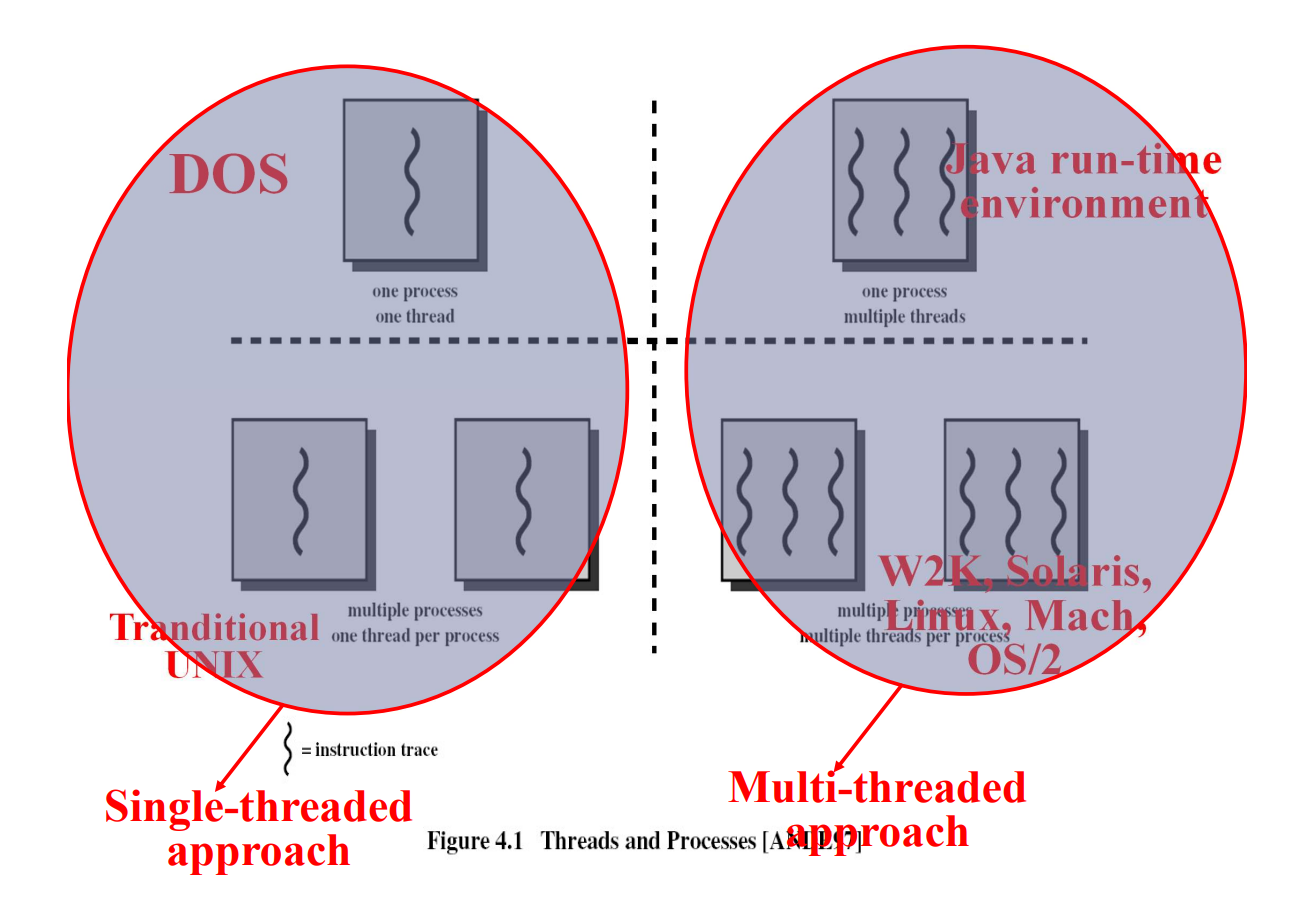 DOS
Java run-time
environment
one process
one thread
one process
multiple threads
Tranditional
UNIX
multiple processes
one thread per process
W2K, Solaris,
Linux, Mach,
OS/2
multiple processes
multiple threads per process
= instruction trace
Single-threaded
approach
Multi-threaded
approach
Figure 4.1 Threads and Processes [ANDE97]